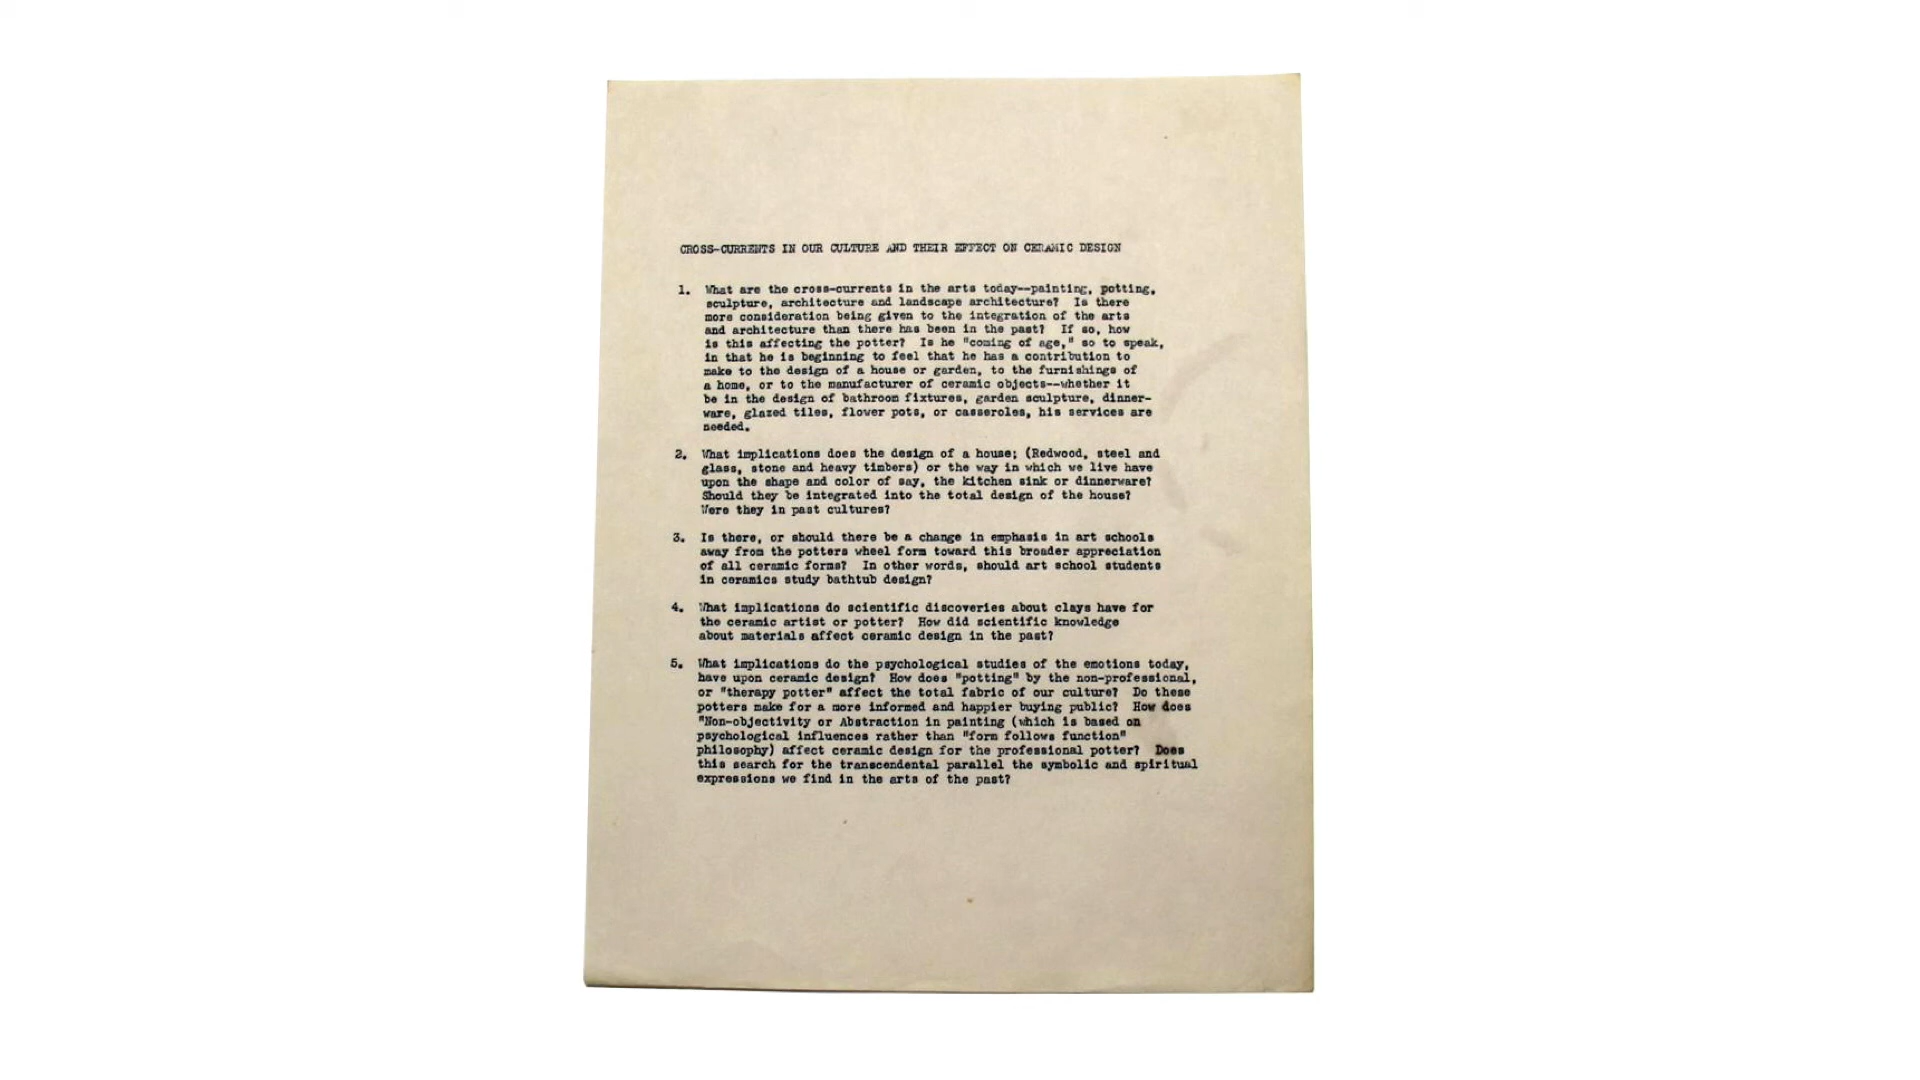 CROSS-CURRENTS IN OUR CULTURE AND THEIR EFFECT ON CERAMIC DESIGN
1. What are the cross-currents in the arts today--painting, potting,
sculpture, architecture and landscape architecture? Is there
more consideration being given to the integration of the arts
and architecture than there has been in the past? If so, how
is this affecting the potter? Is he "coming of age," so to speak,
in that he is beginning to feel that he has a contribution to
make to the design of a house or garden, to the furnishings of
a home, or to the manufacturer of ceramic objects--whether it
be in the design of bathroom fixtures, garden sculpture, dinner-
ware, glazed tiles, flower pots, or casseroles, his services are
needed.
2. What implications does the design of a house; (Redwood, steel and
glass, stone and heavy timbers) or the way in which we live have
upon the shape and color of say, the kitchen sink or dinnerware?
Should they be integrated into the total design of the house?
Were they in past cultures?
3. Is there, or should there be a change in emphasis in art schools
away from the potters wheel form toward this broader appreciation
of all ceramic forms? In other words, should art school students
in ceramics study bathtub design?
4. What implications do scientific discoveries about clays have for
the ceramic artist or potter? How did scientific knowledge
about materials affect ceramic design in the past?
5. What implications do the psychological studies of the emotions today,
have upon ceramic design? How does "potting" by the non-professional,
or "therapy potter" affect the total fabric of our culture? Do these
potters make for a more informed and happier buying public? How does
"Non-objectivity or Abstraction in painting (which is based on
psychological influences rather than "form follows function"
philosophy) affect ceramic design for the professional potter? Does
this search for the transcendental parallel the symbolic and spiritual
expressions we find in the arts of the past?